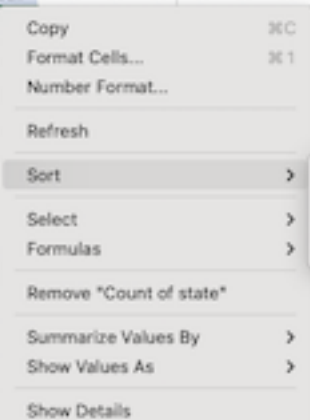 Copy ⌘C
Format Cells... ⌘1
Number Format...
Refresh
Sort
Select
Formulas
Remove "Count of state"
Summarize Values By
Show Values As
Show Details